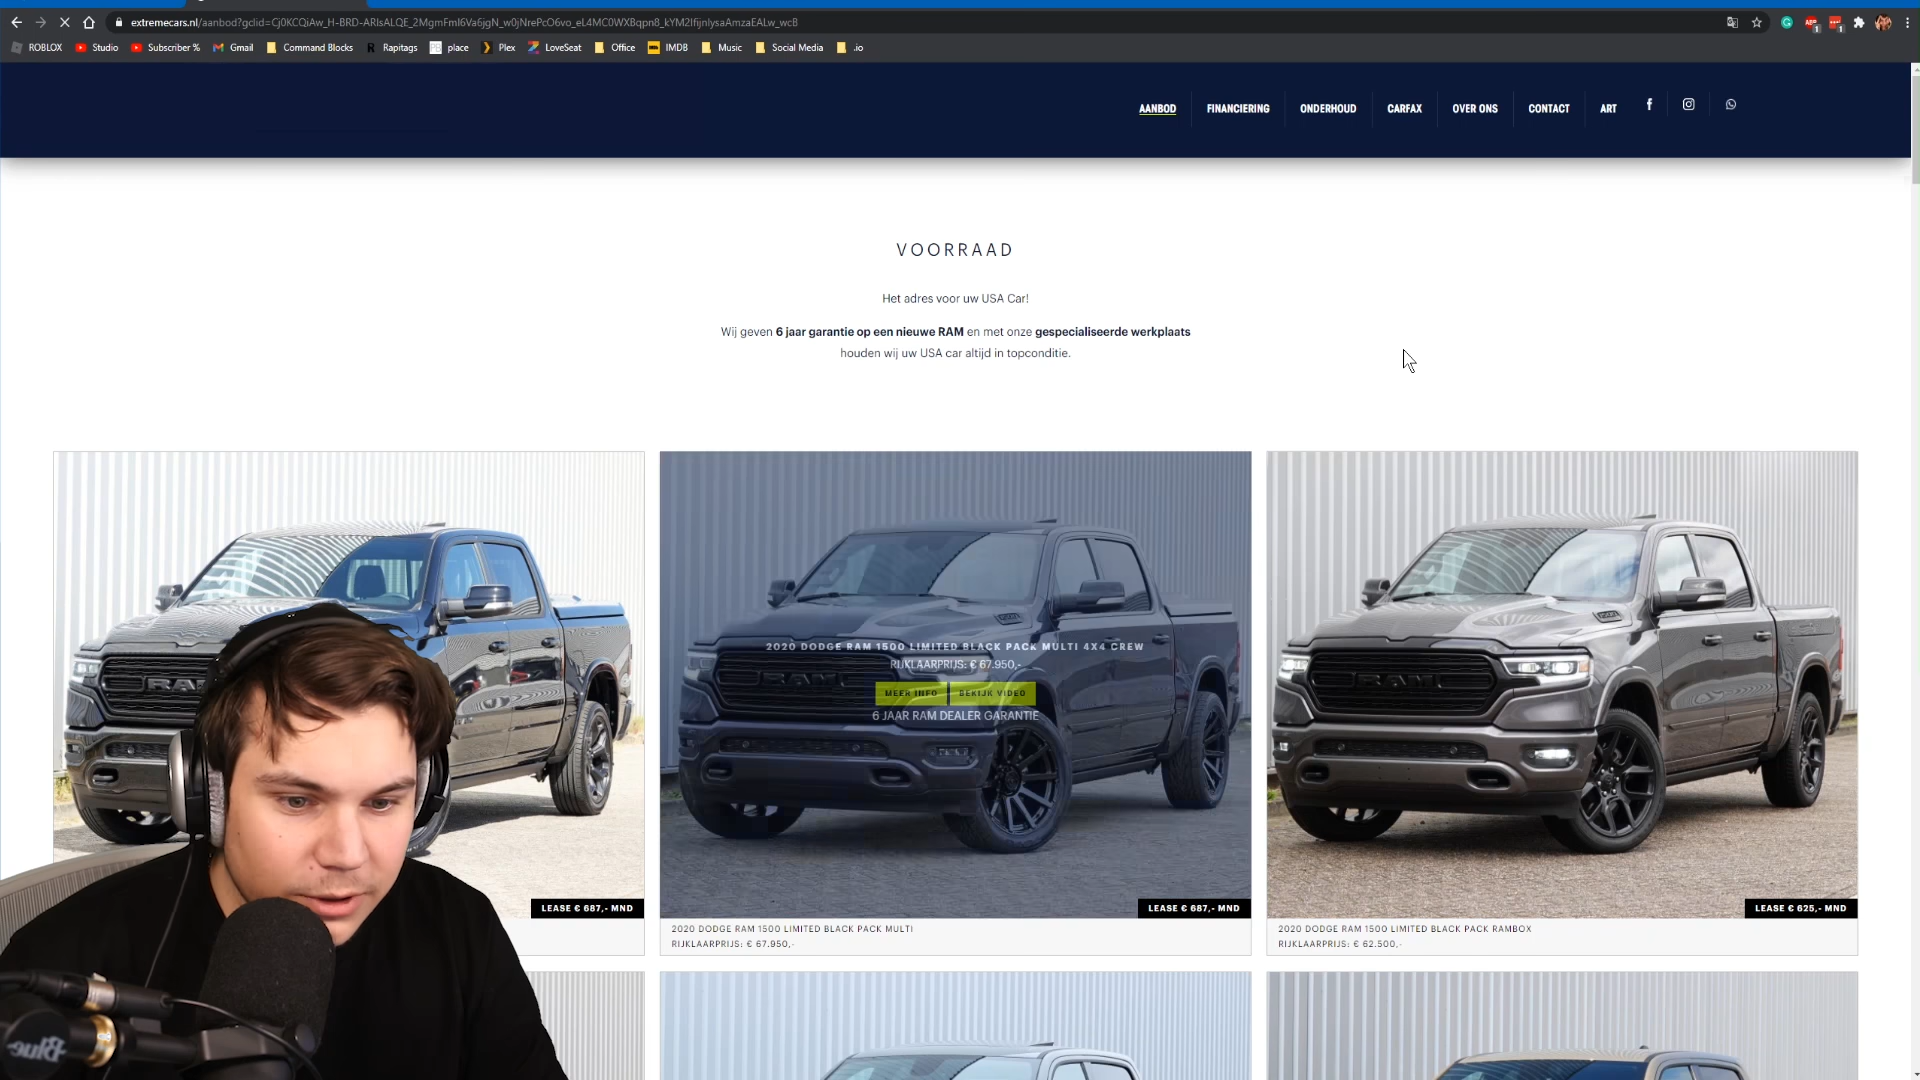 extremecars.nl/aanbod?gclid=Cj0KCQiAw_H-BRD-ARIsALQE_2MgmFml6Va6jgN_w0jNrePcO6vo_eL4MC0WXBqpn8_kYM2IfijnIysaAmzaEALw_wcB
ROBLOX Studio Subscriber % Gmail Command Blocks Rapitags place Plex LoveSeat Office IMDB Music Social Media .io
AANBOD FINANCIERING ONDERHOUD CARFAX OVER ONS CONTACT ART
VOORRAAD
Het adres voor uw USA Car!
Wij geven 6 jaar garantie op een nieuwe RAM en met onze gespecialiseerde werkplaats
houden wij uw USA car altijd in topconditie.
2020 DODGE RAM 1500 LIMITED BLACK PACK MULTI 4X4 CREW
RIJKLAARPRIJS: € 67.950,-
MEER INFO BEKIJK VIDEO
6 JAAR RAM DEALER GARANTIE
RAM
RAM
LEASE € 687,- MND
LEASE € 687,- MND
LEASE € 625,- MND
2020 DODGE RAM 1500 LIMITED BLACK PACK MULTI
RIJKLAARPRIJS: € 67.950,-
2020 DODGE RAM 1500 LIMITED BLACK PACK RAMBOX
RIJKLAARPRIJS: € 62.500,-
Blue